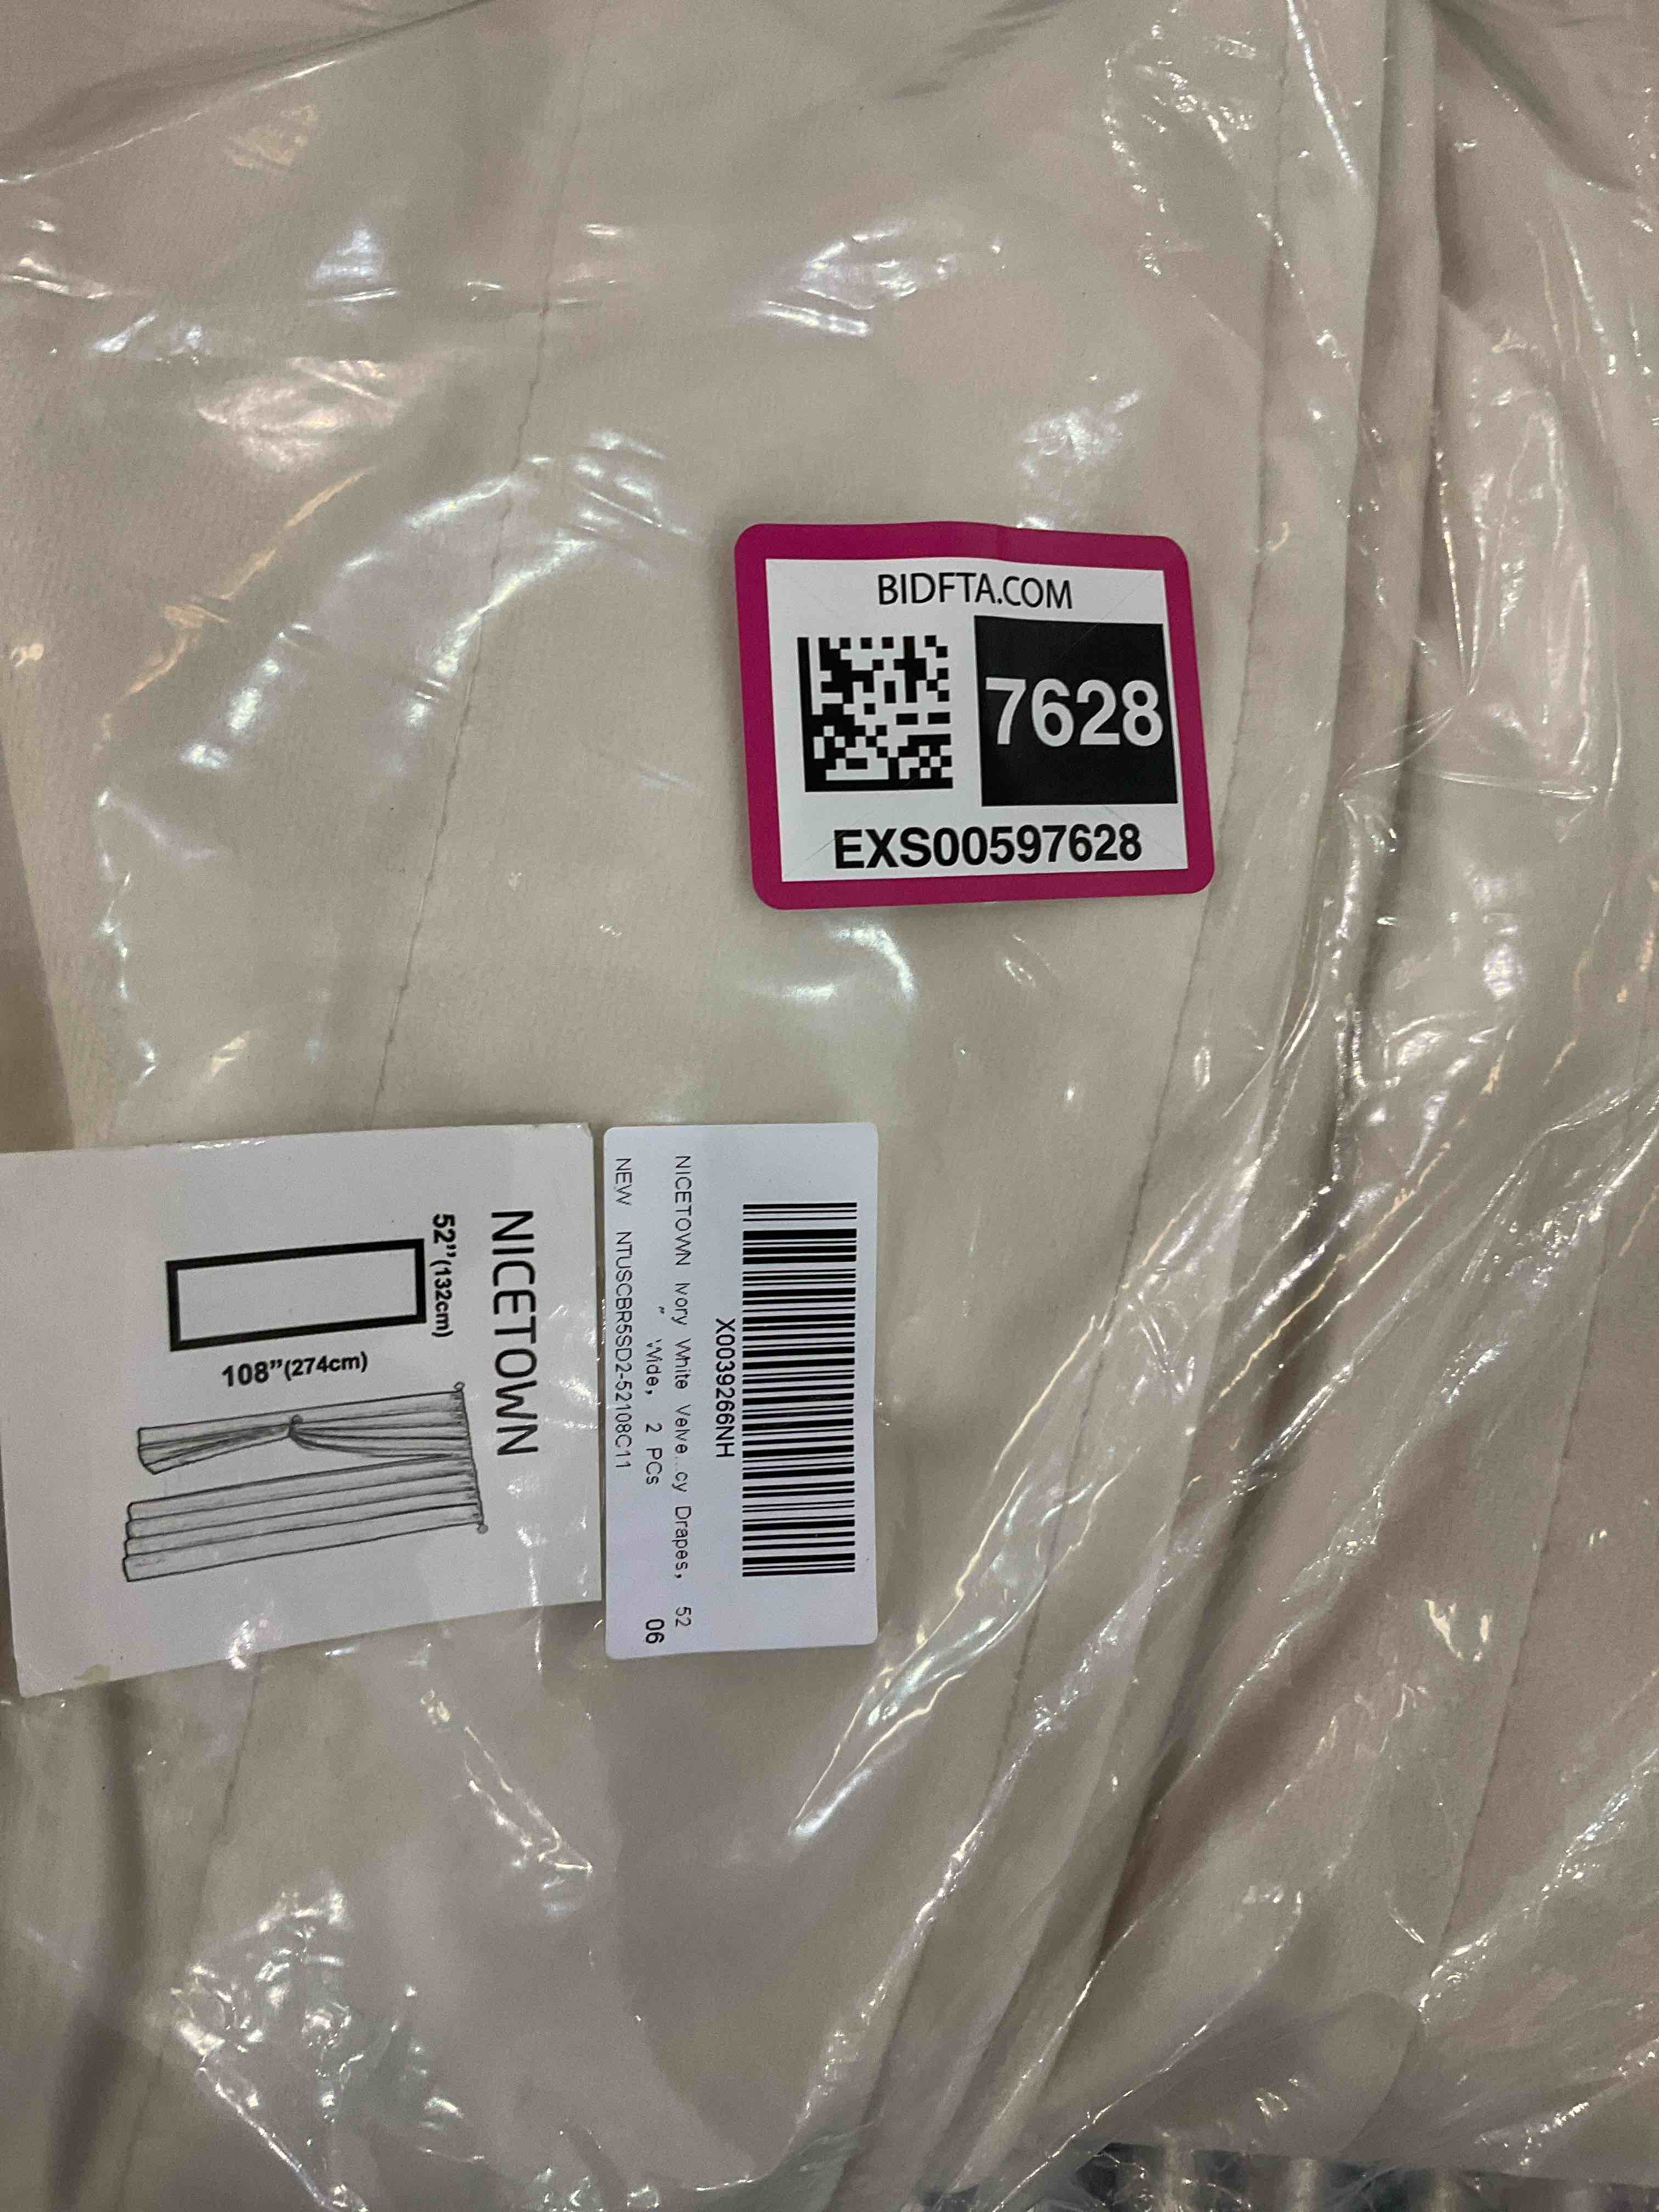 BIDFTA.COM
7628
EXS00597628
X0039266NH
NICETOWN Ivory White Velve...cy Drapes, 52
" Wide, 2 PCs
NEW NTUSCBR5SD2-52108C11
06
NICETOWN
52"(132cm)
108"(274cm)